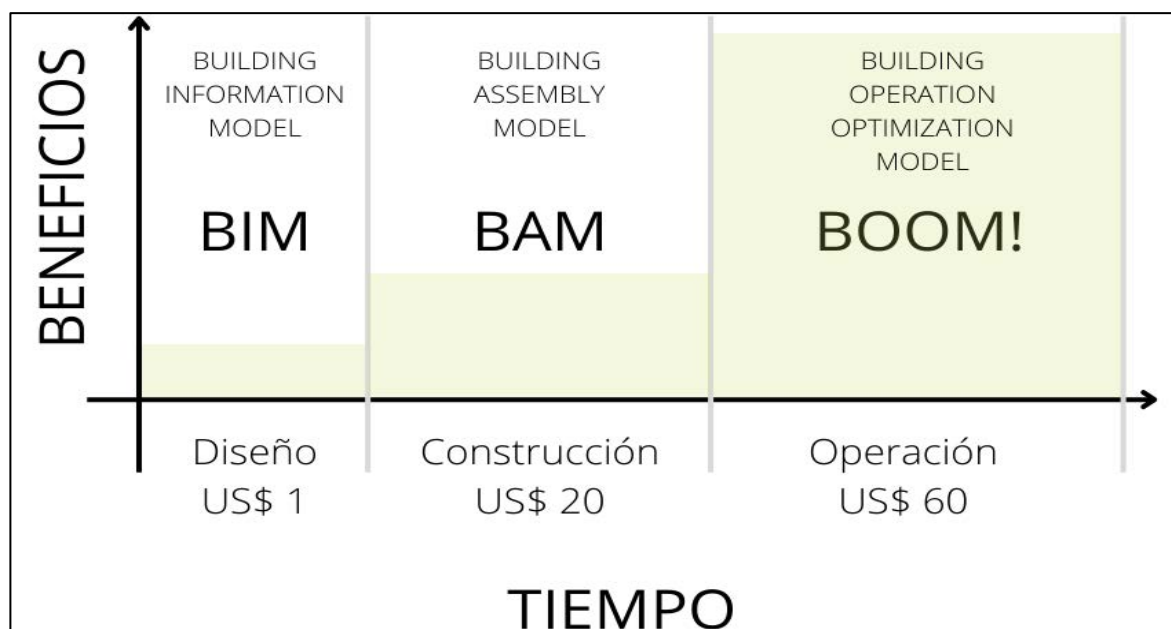 BENEFICIOS
BUILDING
INFORMATION
MODEL
BIM
BUILDING
ASSEMBLY
MODEL
BAM
BUILDING
OPERATION
OPTIMIZATION
MODEL
BOOM!
Diseño
US$ 1
Construcción
US$ 20
Operación
US$ 60
TIEMPO